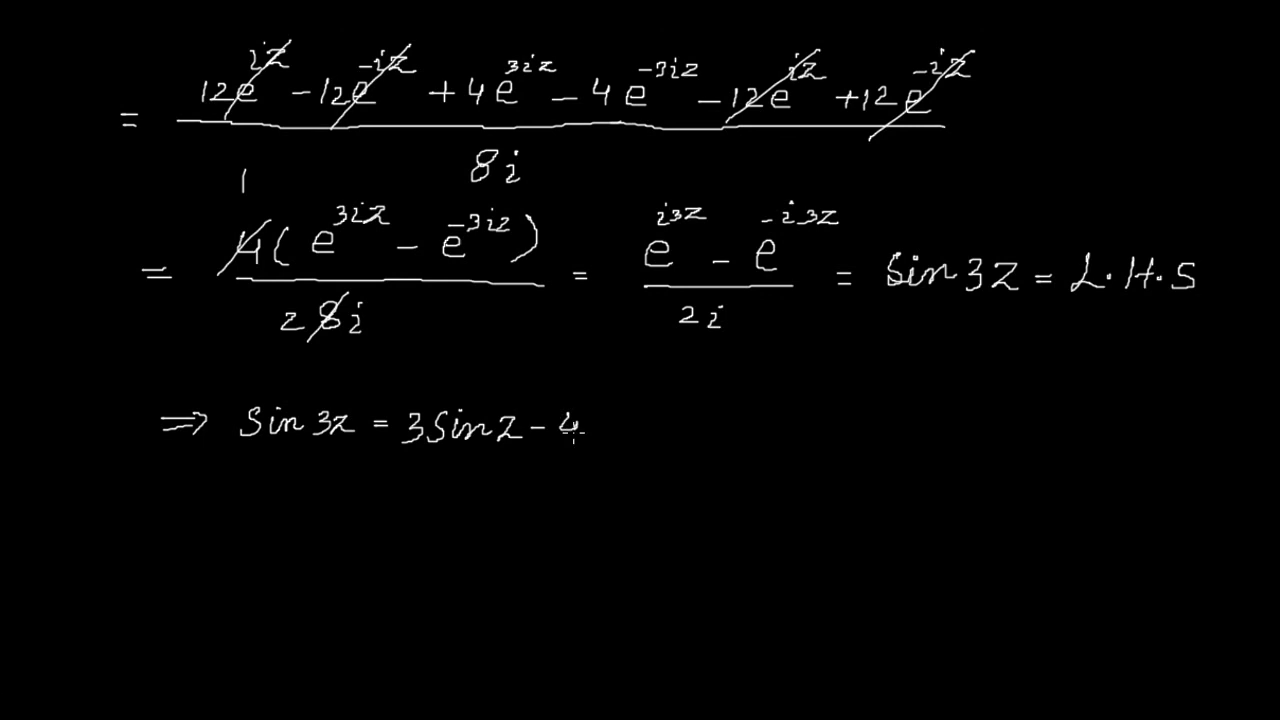 = (12e^{iz} - 12e^{-iz} + 4e^{3iz} - 4e^{-3iz} - 12e^{iz} + 12e^{-iz}) / 8i
= 1 4(e^{3iz} - e^{-3iz}) / 2 8i = (e^{i3z} - e^{-i3z}) / 2i = Sin 3z = L.H.S
⇒ Sin 3z = 3Sin z - 4